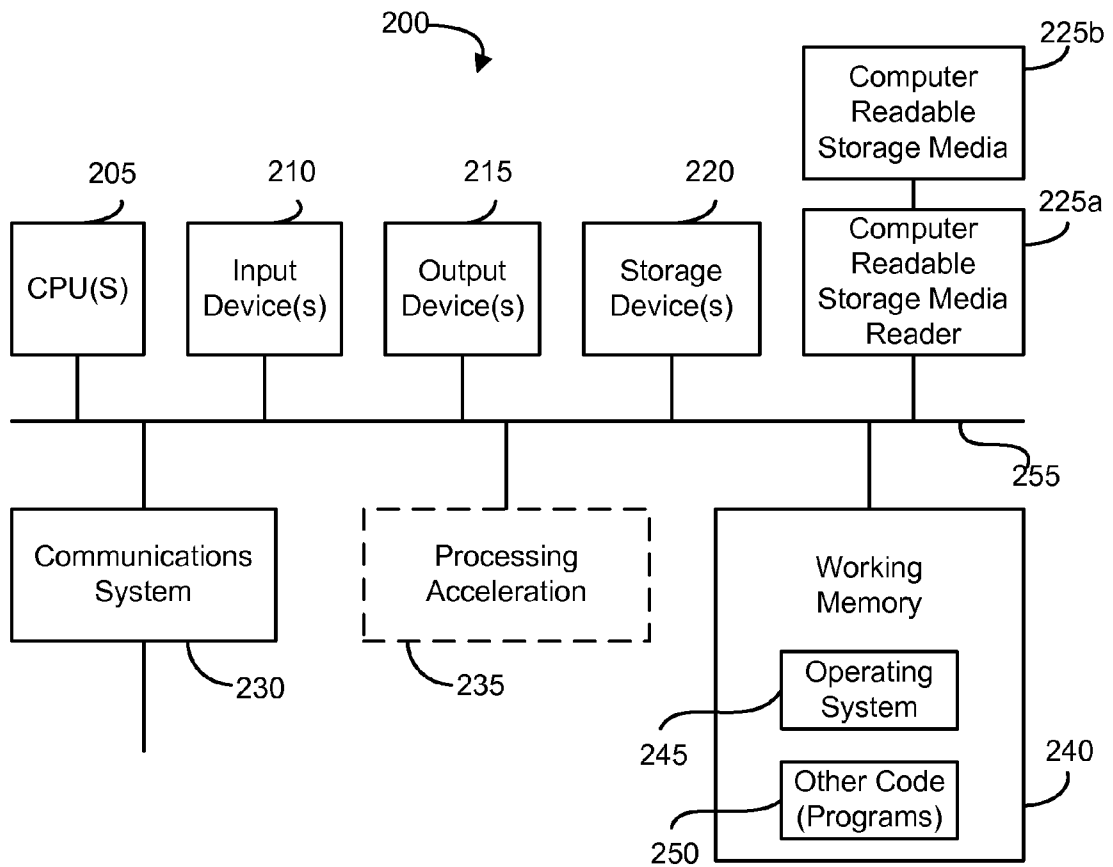 200
225b
Computer
Readable
Storage Media
205
210
215
220
225a
CPU(S)
Input
Device(s)
Output
Device(s)
Storage
Device(s)
Computer
Readable
Storage Media
Reader
255
Communications
System
Processing
Acceleration
Working
Memory
230
235
Operating
System
245
240
Other Code
(Programs)
250